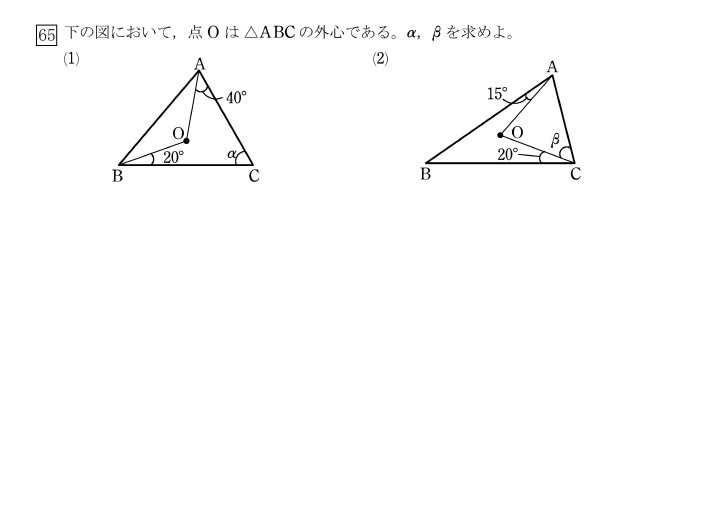 65 下の図において，点 O は △ABC の外心である。α，β を求めよ。
(1) (2)
A
40°
O
20°
α
B
C
A
15°
O
β
20°
B
C